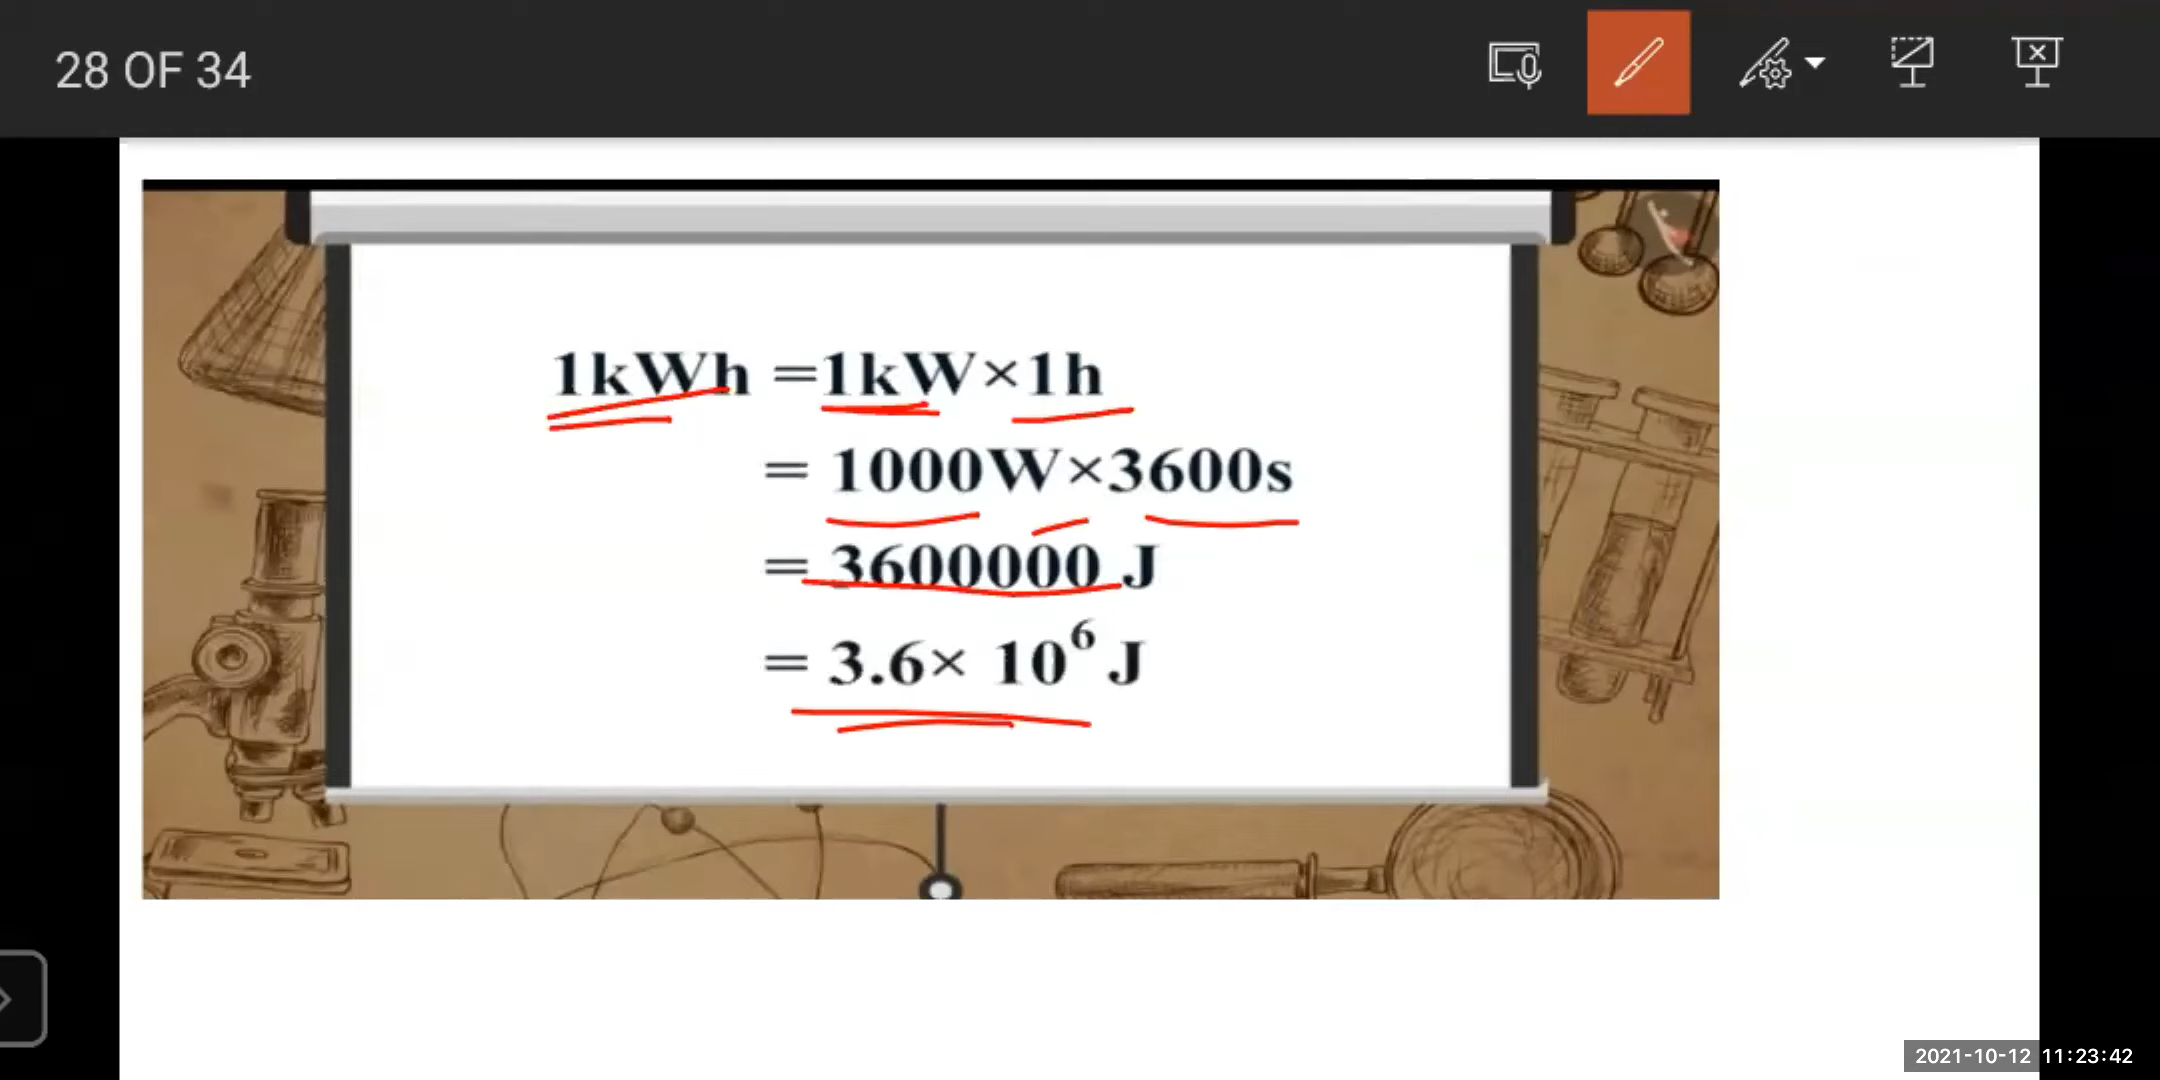 28 OF 34
1kWh =1kW×1h
= 1000W×3600s
= 3600000 J
= 3.6× 10⁶ J
2021-10-12 11:23:42